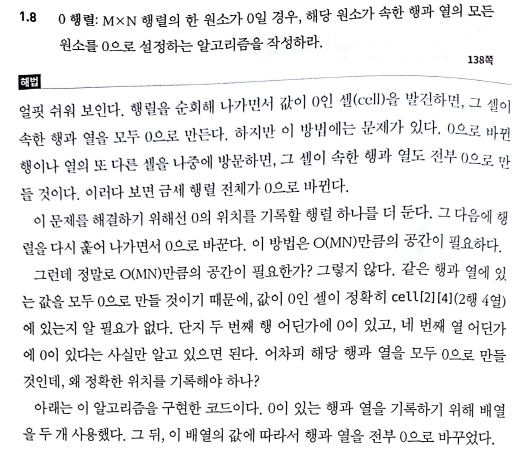 1.8 0 행렬: M×N 행렬의 한 원소가 0일 경우, 해당 원소가 속한 행과 열의 모든
원소를 0으로 설정하는 알고리즘을 작성하라.
138쪽
해법
얼핏 쉬워 보인다. 행렬을 순회해 나가면서 값이 0인 셀(cell)을 발견하면, 그 셀이
속한 행과 열을 모두 0으로 만든다. 하지만 이 방법에는 문제가 있다. 0으로 바뀐
행이나 열의 또 다른 셀을 나중에 방문하면, 그 셀이 속한 행과 열도 전부 0으로 만
들 것이다. 이러다 보면 금세 행렬 전체가 0으로 바뀐다.
이 문제를 해결하기 위해선 0의 위치를 기록할 행렬 하나를 더 둔다. 그 다음에 행
렬을 다시 훑어 나가면서 0으로 바꾼다. 이 방법은 O(MN)만큼의 공간이 필요하다.
그런데 정말로 O(MN)만큼의 공간이 필요한가? 그렇지 않다. 같은 행과 열에 있
는 값을 모두 0으로 만들 것이기 때문에, 값이 0인 셀이 정확히 cell[2][4](2행 4열)
에 있는지 알 필요가 없다. 단지 두 번째 행 어딘가에 0이 있고, 네 번째 열 어딘가
에 0이 있다는 사실만 알고 있으면 된다. 어차피 해당 행과 열을 모두 0으로 만들
것인데, 왜 정확한 위치를 기록해야 하나?
아래는 이 알고리즘을 구현한 코드이다. 0이 있는 행과 열을 기록하기 위해 배열
을 두 개 사용했다. 그 뒤, 이 배열의 값에 따라서 행과 열을 전부 0으로 바꾸었다.